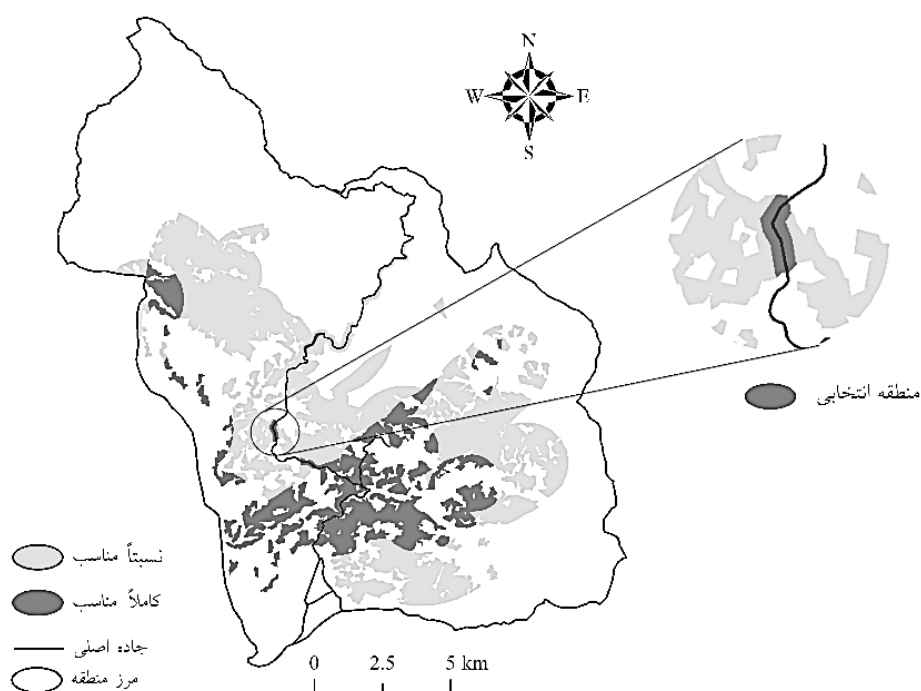 N
W E
S
منطقه انتخابی
نسبتاً مناسب
کاملاً مناسب
جاده اصلی
مرز منطقه
0 2.5 5 km